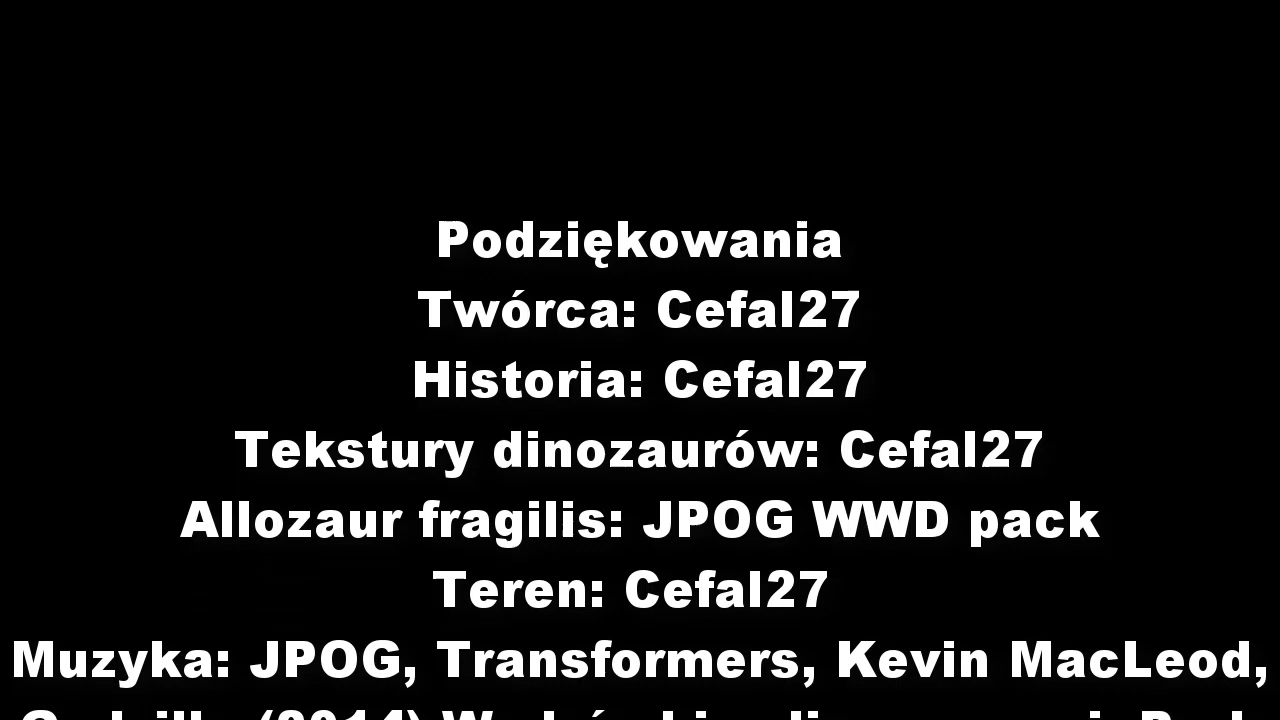 Podziękowania
Twórca: Cefal27
Historia: Cefal27
Tekstury dinozaurów: Cefal27
Allozaur fragilis: JPOG WWD pack
Teren: Cefal27
Muzyka: JPOG, Transformers, Kevin MacLeod,
(2014)